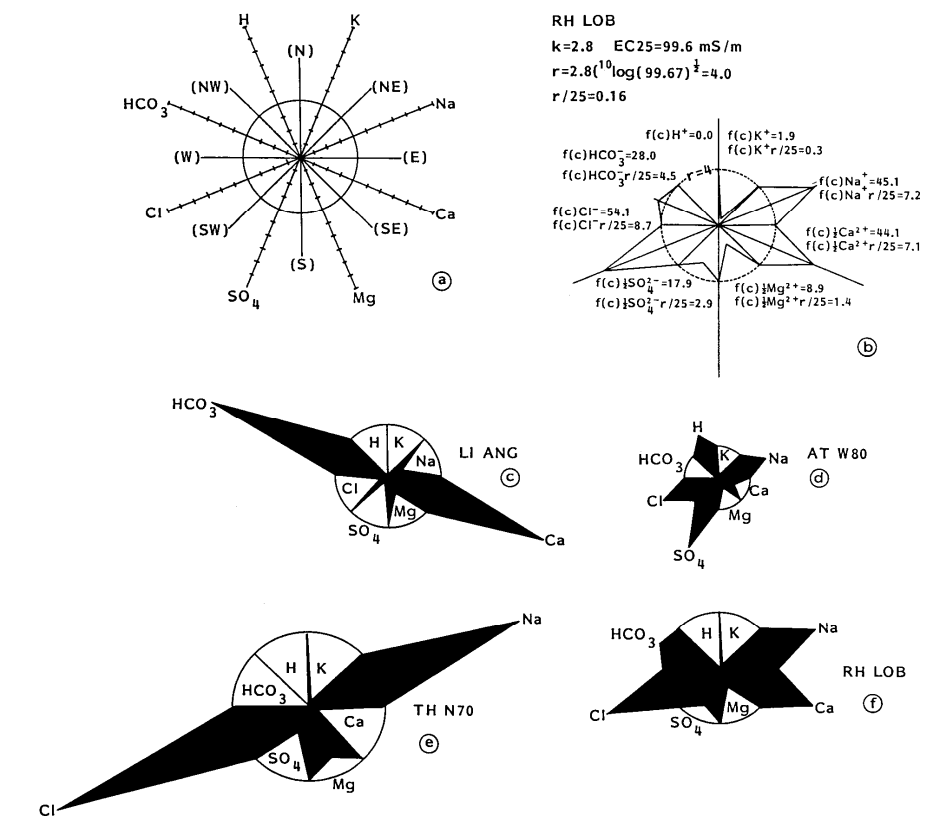 H K
(N)
(NW) (NE)
HCO₃ Na
(W) (E)
Cl Ca
(SW) (SE)
(S)
SO₄ Mg
a
RH LOB
k=2.8 EC25=99.6 mS/m
r=2.8(¹⁰log(99.67)^½=4.0
r/25=0.16
f(c)H⁺=0.0
f(c)K⁺=1.9
f(c)K⁺r/25=0.3
f(c)HCO₃⁻=28.0
f(c)HCO₃⁻r/25=4.5
r=4
f(c)Na⁺=45.1
f(c)Na⁺r/25=7.2
f(c)Cl⁻=54.1
f(c)Cl⁻r/25=8.7
f(c)½Ca²⁺=44.1
f(c)½Ca²⁺r/25=7.1
f(c)½SO₄²⁻=17.9
f(c)½SO₄²⁻r/25=2.9
f(c)½Mg²⁺=8.9
f(c)½Mg²⁺r/25=1.4
b
HCO₃
H K
Na
Cl
Mg
SO₄
Ca
LI ANG
c
H
K
Na
HCO₃
Cl
Ca
Mg
SO₄
AT W80
d
Na
H K
HCO₃
Ca
SO₄
Mg
Cl
TH N70
e
HCO₃
H K
Na
Cl
Mg
Ca
SO₄
RH LOB
f